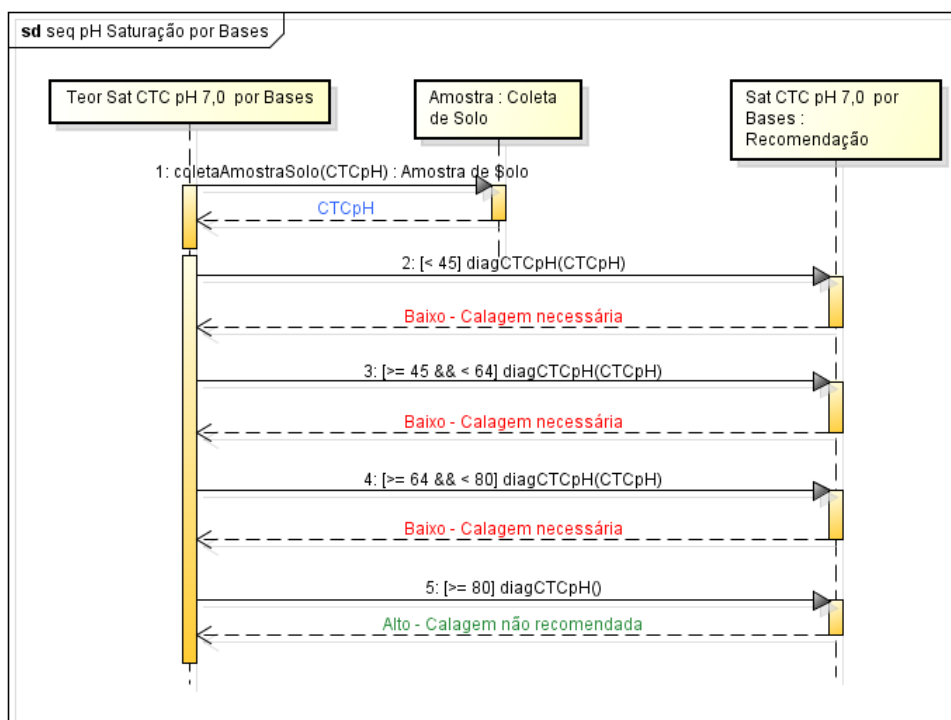 sd seq pH Saturação por Bases
Teor Sat CTC pH 7,0 por Bases
Amostra : Coleta
de Solo
Sat CTC pH 7,0 por
Bases :
Recomendação
1: coletaAmostraSolo(CTCpH) : Amostra de Solo
CTCpH
2: [< 45] diagCTCpH(CTCpH)
Baixo - Calagem necessária
3: [>= 45 && < 64] diagCTCpH(CTCpH)
Baixo - Calagem necessária
4: [>= 64 && < 80] diagCTCpH(CTCpH)
Baixo - Calagem necessária
5: [>= 80] diagCTCpH()
Alto - Calagem não recomendada